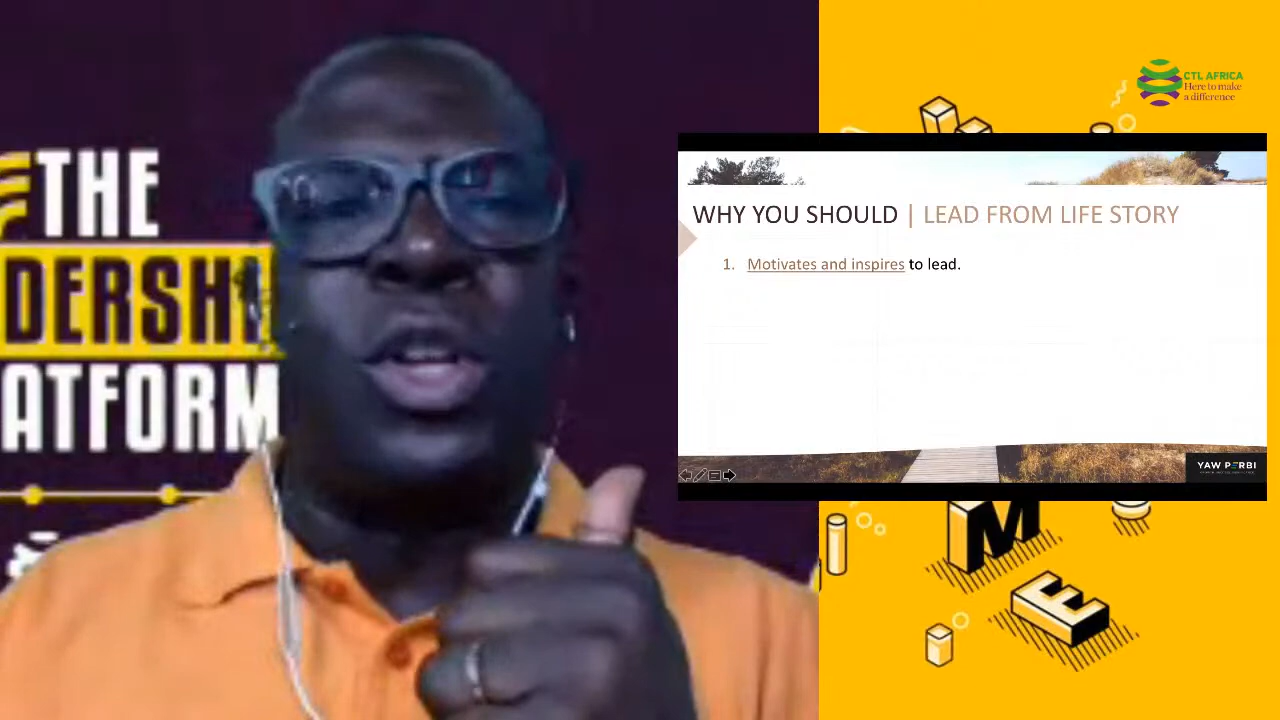 THE
DERSHI
ATFORM
CTL AFRICA
Here to make
a difference
WHY YOU SHOULD | LEAD FROM LIFE STORY
1. Motivates and inspires to lead.
YAW PERBI
M
E